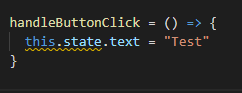 handleButtonClick = () => {
  this.state.text = "Test"
}